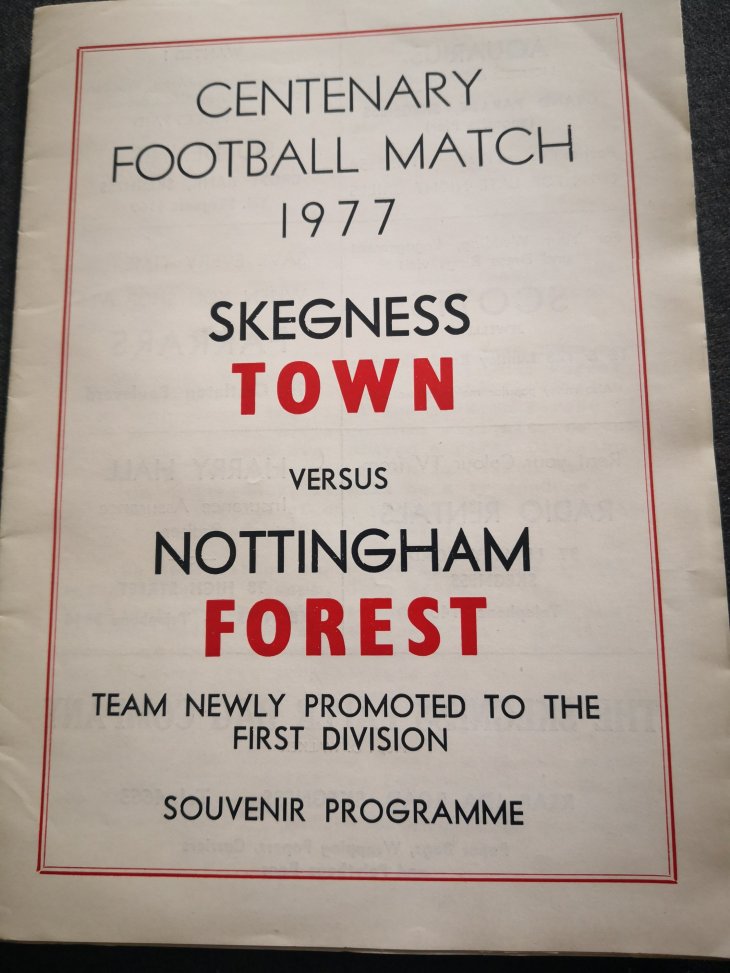 CENTENARY
FOOTBALL MATCH
1977
SKEGNESS
TOWN
VERSUS
NOTTINGHAM
FOREST
TEAM NEWLY PROMOTED TO THE
FIRST DIVISION
SOUVENIR PROGRAMME